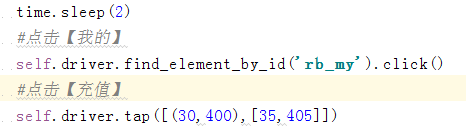 time.sleep(2)
#点击【我的】
self.driver.find_element_by_id('rb_my').click()
#点击【充值】
self.driver.tap([(30,400),[35,405]])